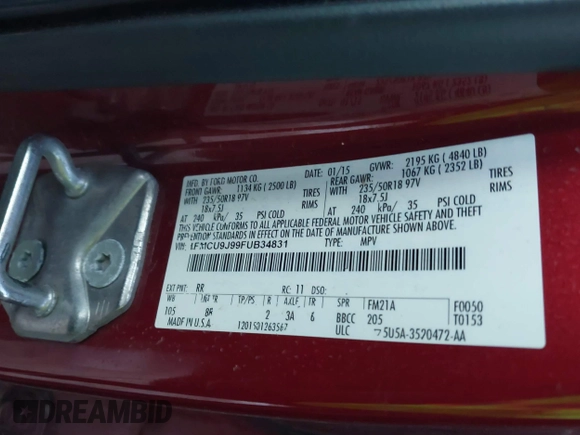 MFD. BY FORD MOTOR CO.
01/15 GVWR: 2195 KG ( 4840 LB)
FRONT GAWR: 1134 KG ( 2500 LB)
REAR GAWR: 1067 KG ( 2352 LB)
WITH TIRES
235/50R18 97V
18x7.5J
WITH TIRES
235/50R18 97V
18x7.5J
AT 240 kPa/ 35 PSI COLD
AT 240 kPa/ 35 PSI COLD
THIS VEHICLE CONFORMS TO ALL APPLICABLE FEDERAL
MOTOR VEHICLE SAFETY AND THEFT PREVENTION STANDARDS IN
EFFECT ON THE DATE OF MANUFACTURE SHOWN ABOVE.
VIN: 1FMCU9J99FUB34831
TYPE: MPV
EXT PNT: RR RC: 11 DSO:
WB INT TR TP/PS R AXLE TR SPR FM21A F0050
105 BR 2 3A 6 BBCC 205 T0153
MADE IN U.S.A. 1201501263567 ULC 5U5A-3520472-AA
DREAMBID